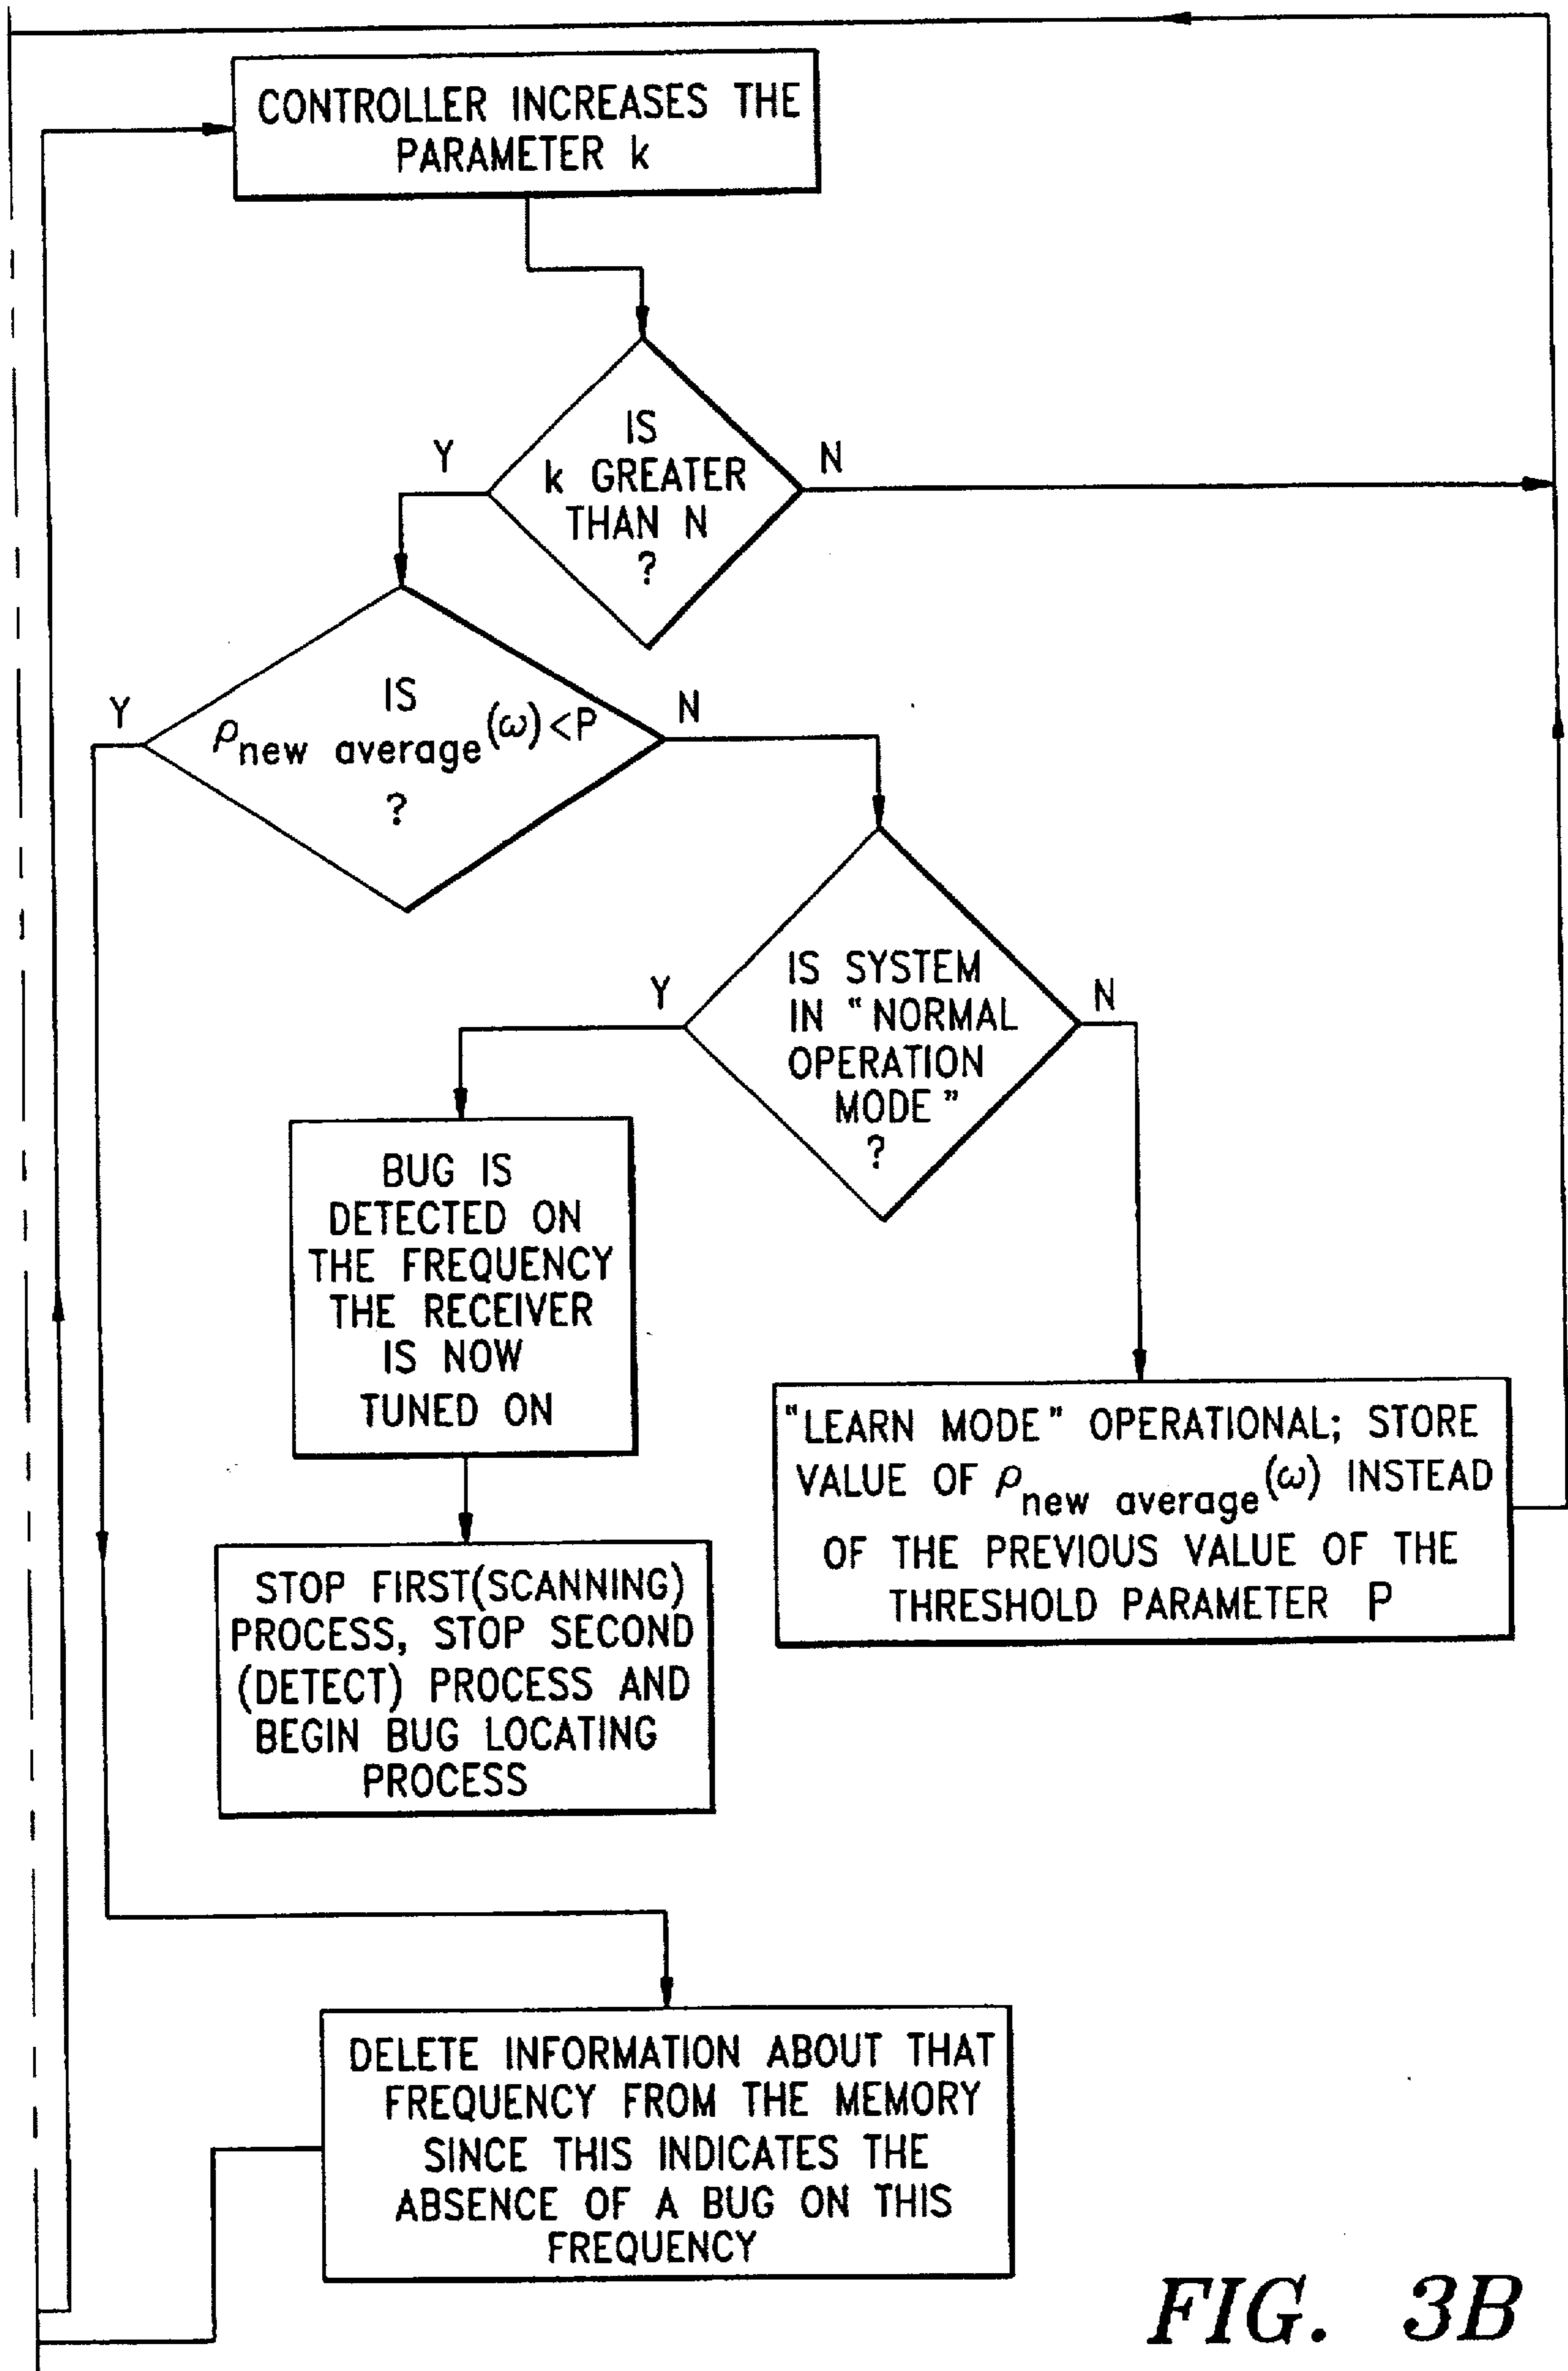 CONTROLLER INCREASES THE
PARAMETER k
IS
k GREATER
THAN N
?
Y
N
IS
ρnew average(ω)<P
?
Y
N
IS SYSTEM
IN "NORMAL
OPERATION
MODE"
?
Y
N
BUG IS
DETECTED ON
THE FREQUENCY
THE RECEIVER
IS NOW
TUNED ON
"LEARN MODE" OPERATIONAL; STORE
VALUE OF ρnew average(ω) INSTEAD
OF THE PREVIOUS VALUE OF THE
THRESHOLD PARAMETER P
STOP FIRST(SCANNING)
PROCESS, STOP SECOND
(DETECT) PROCESS AND
BEGIN BUG LOCATING
PROCESS
DELETE INFORMATION ABOUT THAT
FREQUENCY FROM THE MEMORY
SINCE THIS INDICATES THE
ABSENCE OF A BUG ON THIS
FREQUENCY
FIG. 3B